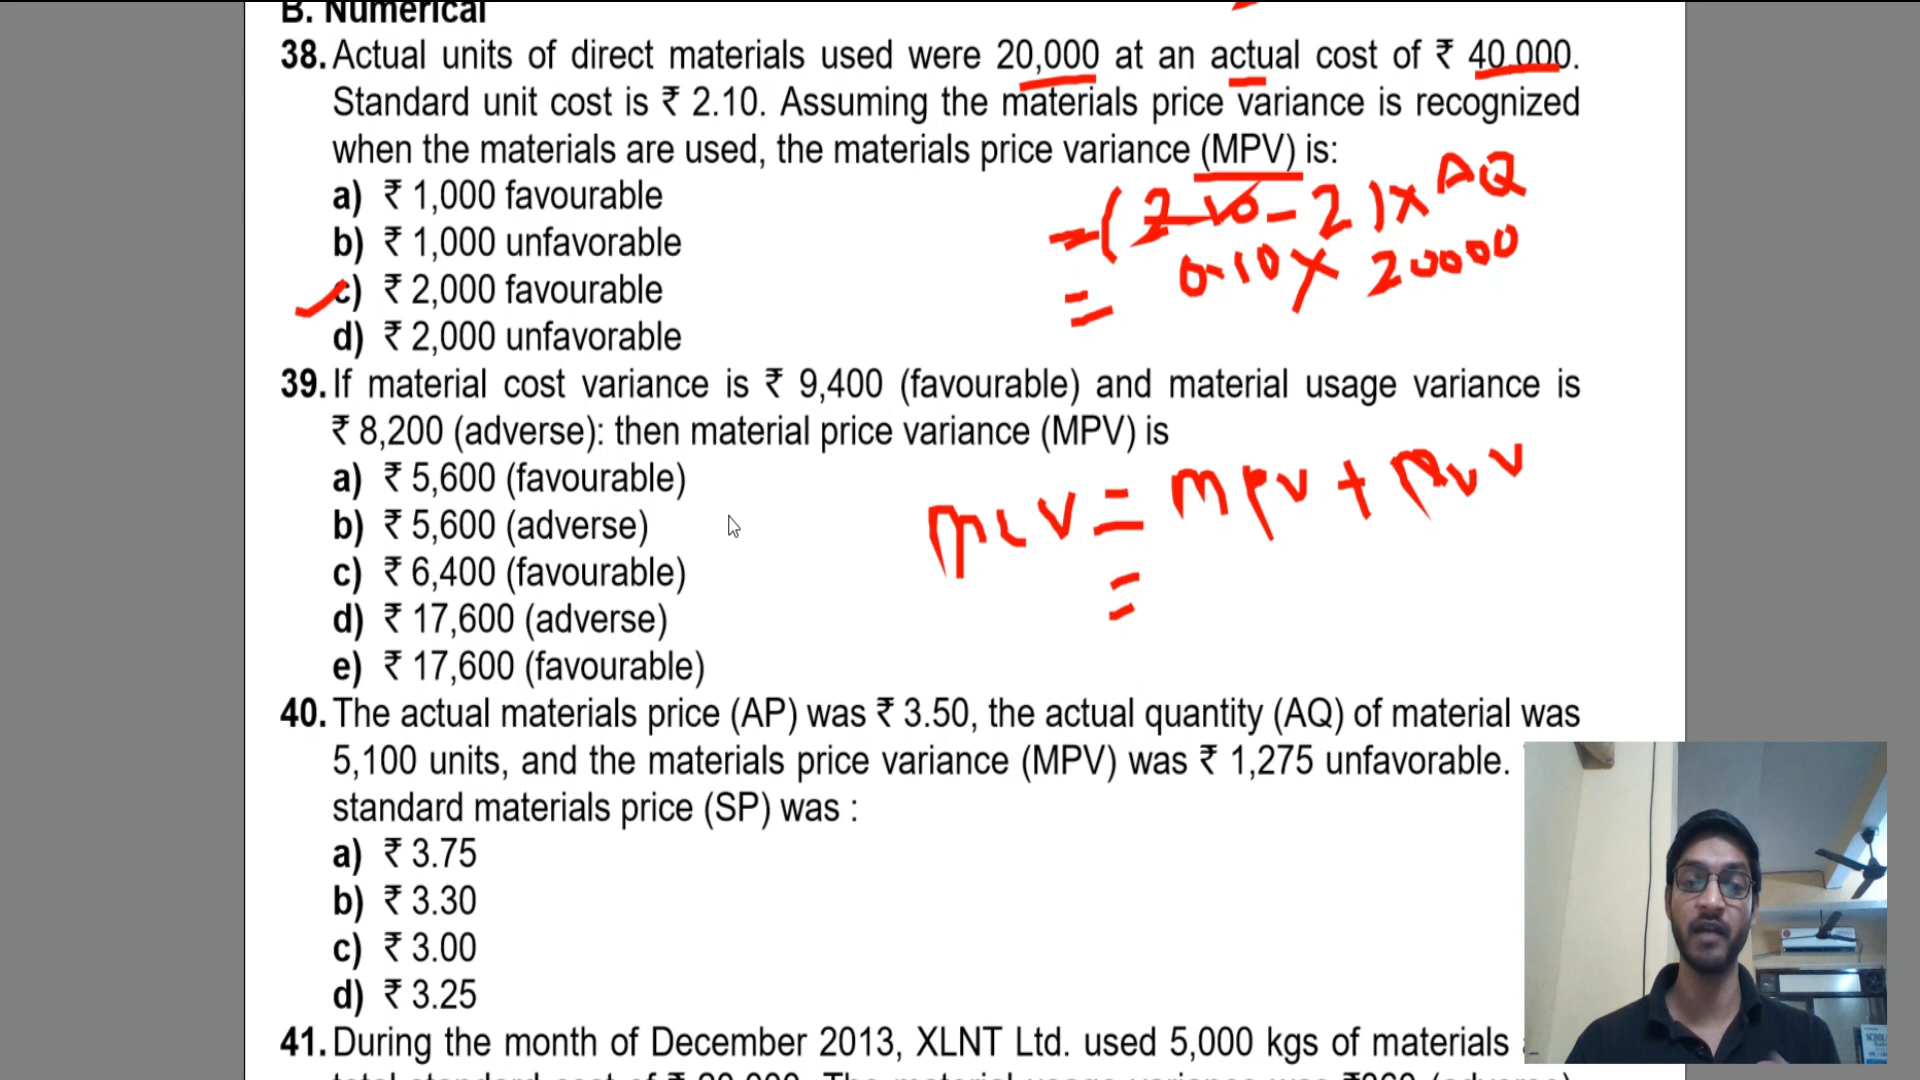 B. Numerical
38. Actual units of direct materials used were 20,000 at an actual cost of ₹ 40,000.
Standard unit cost is ₹ 2.10. Assuming the materials price variance is recognized
when the materials are used, the materials price variance (MPV) is:
a) ₹ 1,000 favourable
b) ₹ 1,000 unfavorable
c) ₹ 2,000 favourable
d) ₹ 2,000 unfavorable
= (2.10 - 2) x AQ
= 0.10 x 20000
39. If material cost variance is ₹ 9,400 (favourable) and material usage variance is
₹ 8,200 (adverse): then material price variance (MPV) is
a) ₹ 5,600 (favourable)
b) ₹ 5,600 (adverse)
c) ₹ 6,400 (favourable)
d) ₹ 17,600 (adverse)
e) ₹ 17,600 (favourable)
mcv = mpv +
=
40. The actual materials price (AP) was ₹ 3.50, the actual quantity (AQ) of material was
5,100 units, and the materials price variance (MPV) was ₹ 1,275 unfavorable.
standard materials price (SP) was :
a) ₹ 3.75
b) ₹ 3.30
c) ₹ 3.00
d) ₹ 3.25
41. During the month of December 2013, XLNT Ltd. used 5,000 kgs of materials